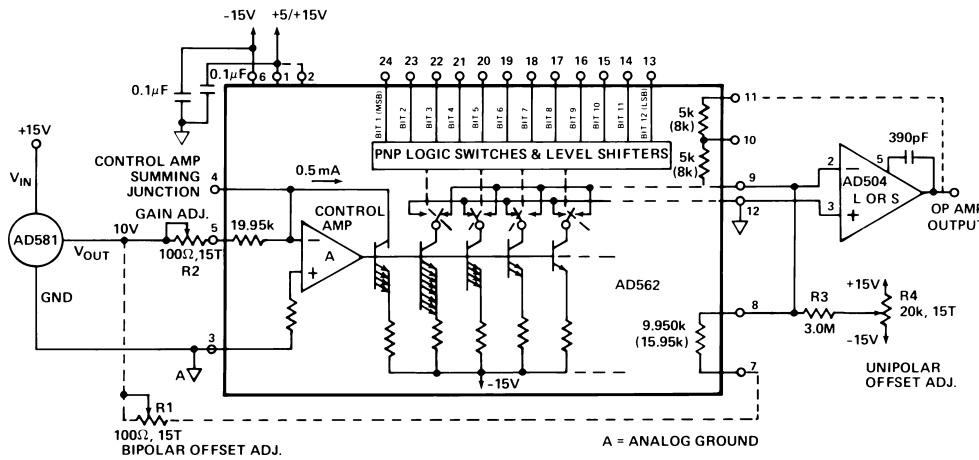 -15V
+5/+15V
0.1μF
0.1μF
6
1
2
24
23
22
21
20
19
18
17
16
15
14
13
BIT 1 (MSB)
BIT 2
BIT 3
BIT 4
BIT 5
BIT 6
BIT 7
BIT 8
BIT 9
BIT 10
BIT 11
BIT 12 (LSB)
PNP LOGIC SWITCHES & LEVEL SHIFTERS
5k
(8k)
11
10
5k
(8k)
9
12
390pF
2
5
AD504
L OR S
3
−
+
OP AMP
OUTPUT
+15V
VIN
CONTROL AMP
SUMMING
JUNCTION
4
0.5 mA
GAIN ADJ.
10V
5
19.95k
CONTROL
AMP
−
+
A
AD581
VOUT
100Ω, 15T
R2
GND
3
A
AD562
-15V
9.950k
(15.95k)
8
7
R3
3.0M
+15V
R4
20k, 15T
-15V
UNIPOLAR
OFFSET ADJ.
R1
100Ω, 15T
BIPOLAR OFFSET ADJ.
A = ANALOG GROUND